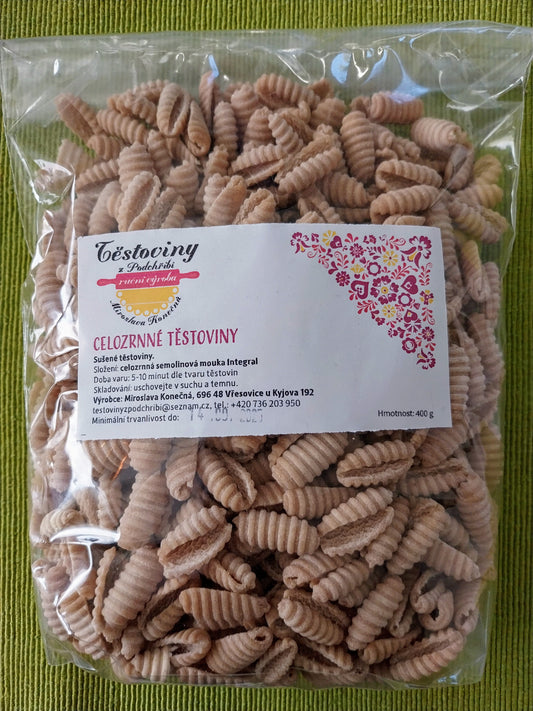 Těstoviny
z Podchřibí
ruční výroba
Miroslava Konečná
CELOZRNNÉ TĚSTOVINY
Sušené těstoviny.
Složení: celozrnná semolinová mouka Integral
Doba varu: 5-10 minut dle tvaru těstovin
Skladování: uschovejte v suchu a temnu.
Výrobce: Miroslava Konečná, 696 48 Vřesovice u Kyjova 192
testovinyzpodchribi@seznam.cz, tel.: +420 736 203 950
Minimální trvanlivost do:
Hmotnost: 400 g